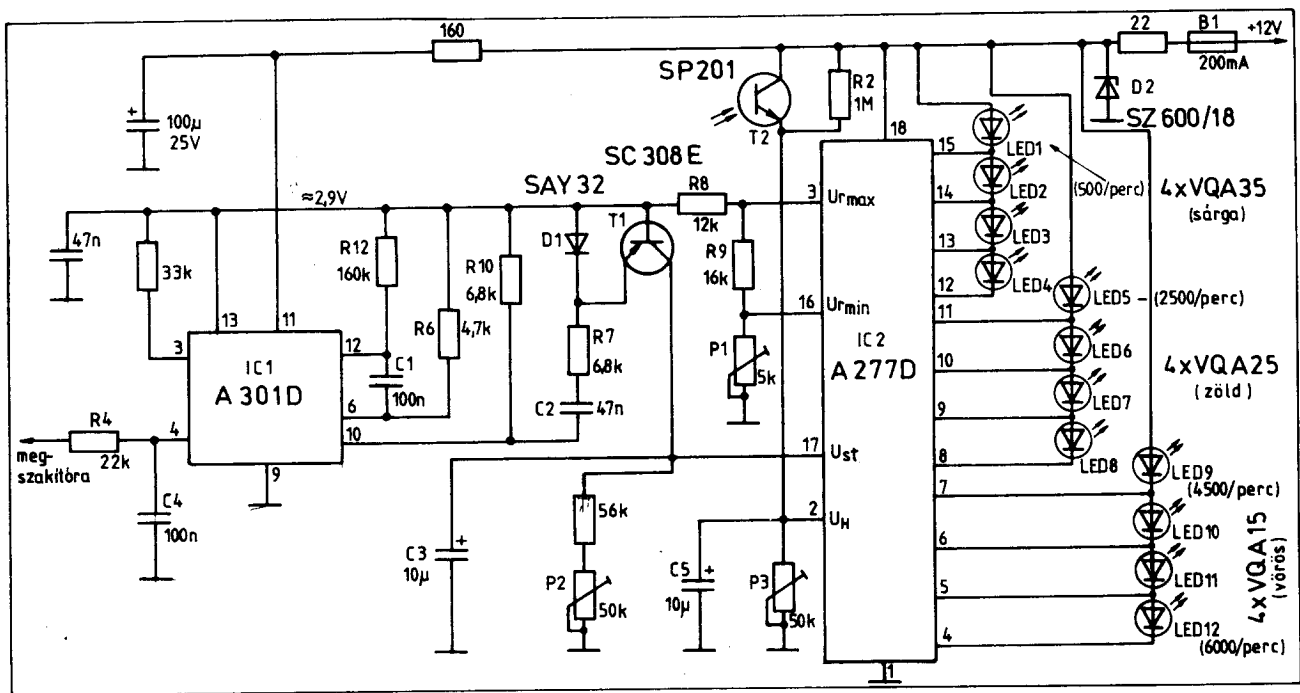 160
22
B1
+12V
200mA
SP201
R2
1M
D2
SZ 600/18
+
100µ
25V
T2
18
15
LED1
SC 308 E
(500/perc)
SAY 32
R8
LED2
4xVQA35
(sárga)
≈2,9V
T1
12k
3
Urmax
14
47n
33k
R12
160k
D1
R9
16k
13
LED3
R10
6,8k
12
LED4
LED5 – (2500/perc)
13
11
R6
4,7k
16
Urmin
11
3
IC1
A 301D
12
R7
6,8k
P1
5k
IC2
A 277D
LED6
C1
100n
10
4xVQA25
(zöld)
6
C2
47n
9
LED7
R4
22k
4
10
meg-
szakítóra
17
Ust
8
LED8
9
7
LED9
(4500/perc)
C4
100n
56k
2
UH
LED10
C3
10µ
+
6
P2
50k
C5
10µ
+
P3
50k
5
LED11
4xVQA15
(vörös)
4
LED12
(6000/perc)
1